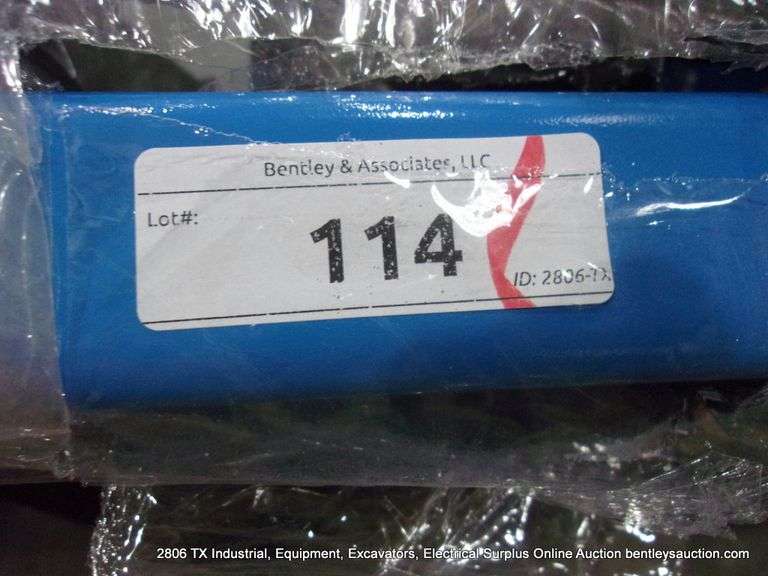 Bentley & Associates, LLC
Lot#:
114
ID: 2806-TX
2806 TX Industrial, Equipment, Excavators, Electrical Surplus Online Auction bentleysauction.com